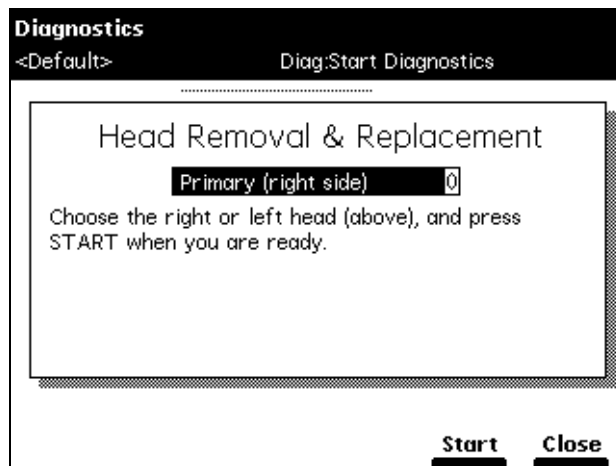 Diagnostics
<Default> Diag:Start Diagnostics
Head Removal & Replacement
Primary (right side) 0
Choose the right or left head (above), and press
START when you are ready.
Start Close